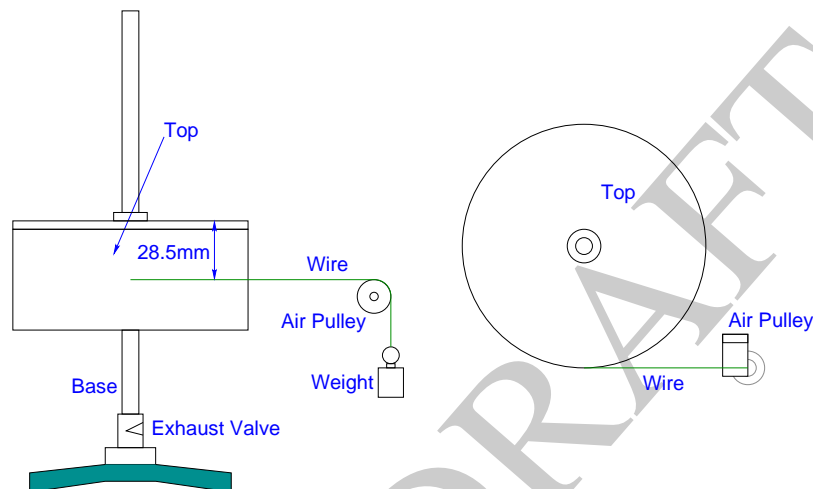 Top
28.5mm
Wire
Air Pulley
Weight
Base
Exhaust Valve
Top
Air Pulley
Wire
DRAFT